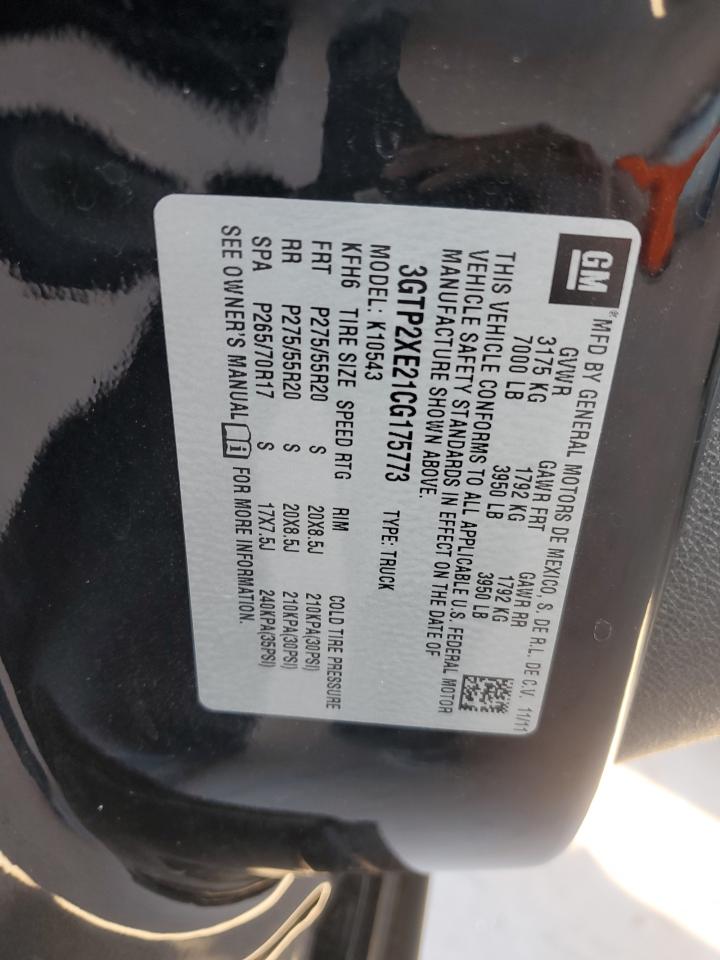 GM ® MFD BY GENERAL MOTORS DE MEXICO, S. DE R.L. DE C.V. 11/11
GVWR GAWR FRT GAWR RR
3175 KG 1792 KG 1792 KG
7000 LB 3950 LB 3950 LB
THIS VEHICLE CONFORMS TO ALL APPLICABLE U.S. FEDERAL MOTOR
VEHICLE SAFETY STANDARDS IN EFFECT ON THE DATE OF
MANUFACTURE SHOWN ABOVE.
3GTP2XE21CG175773 TYPE: TRUCK
MODEL: K10543
KFH6 TIRE SIZE SPEED RTG RIM COLD TIRE PRESSURE
FRT P275/55R20 S 20X8.5J 210KPA(30PSI)
RR P275/55R20 S 20X8.5J 210KPA(30PSI)
SPA P265/70R17 S 17X7.5J 240KPA(35PSI)
SEE OWNER'S MANUAL FOR MORE INFORMATION.